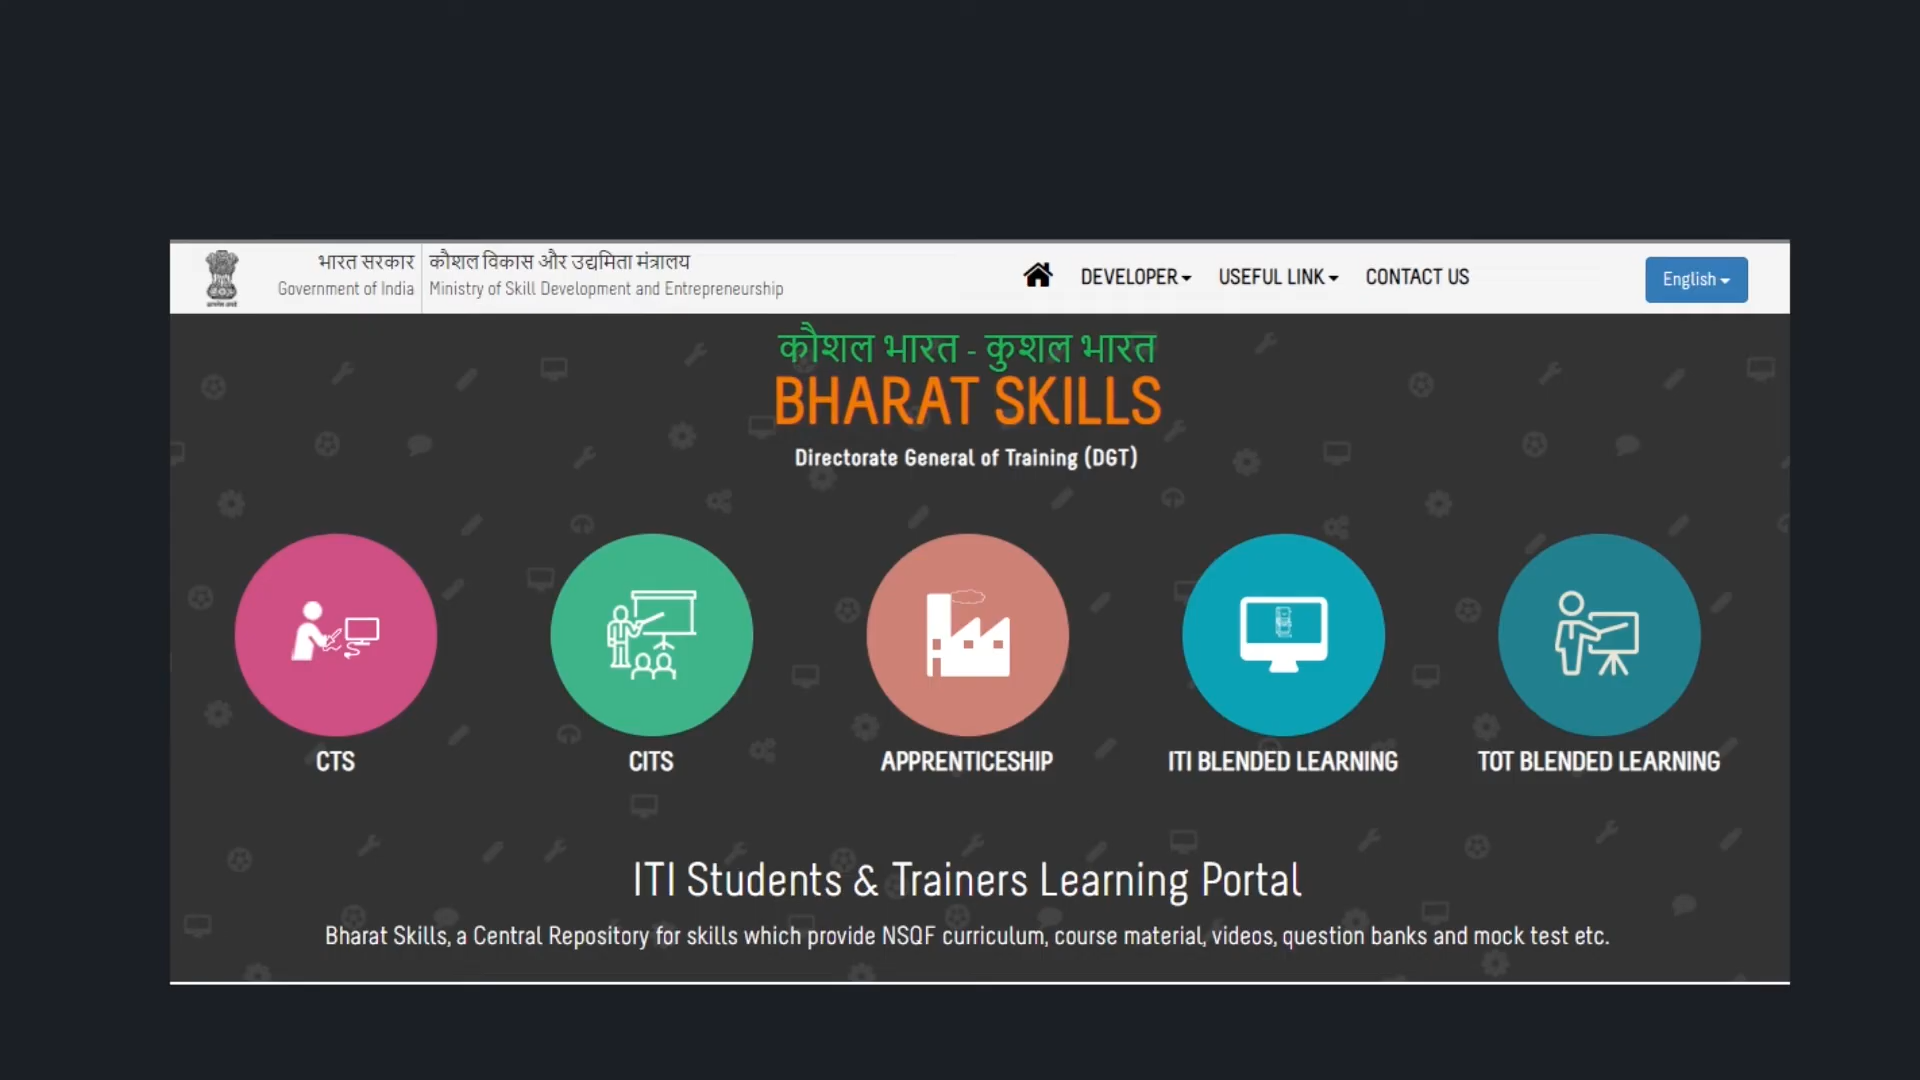 भारत सरकार
Government of India
कौशल विकास और उद्यमिता मंत्रालय
Ministry of Skill Development and Entrepreneurship
DEVELOPER
USEFUL LINK
CONTACT US
English
कौशल भारत - कुशल भारत
BHARAT SKILLS
Directorate General of Training (DGT)
CTS
CITS
APPRENTICESHIP
ITI BLENDED LEARNING
TOT BLENDED LEARNING
ITI Students & Trainers Learning Portal
Bharat Skills, a Central Repository for skills which provide NSQF curriculum, course material, videos, question banks and mock test etc.